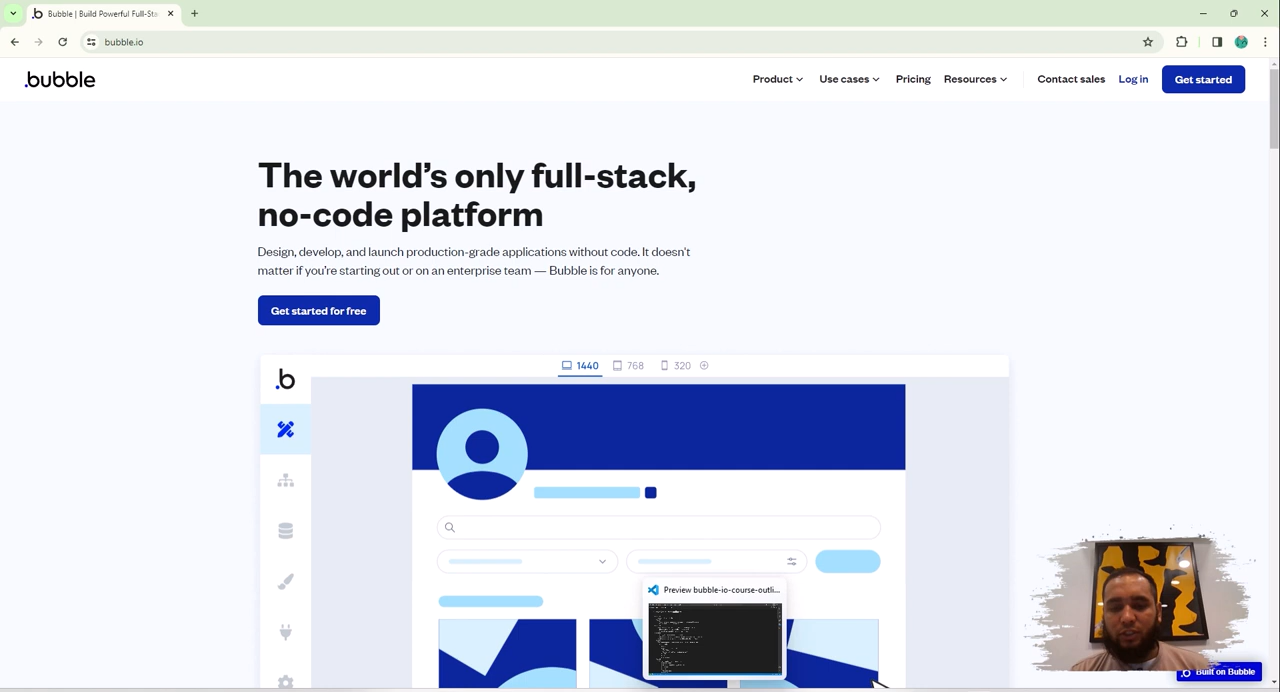 Bubble | Build Powerful Full-Sta
bubble.io
.bubble
Product
Use cases
Pricing
Resources
Contact sales
Log in
Get started
The world's only full-stack,
no-code platform
Design, develop, and launch production-grade applications without code. It doesn't
matter if you're starting out or on an enterprise team — Bubble is for anyone.
Get started for free
.b
1440
768
320
Preview bubble-io-course-outli...
Built on Bubble